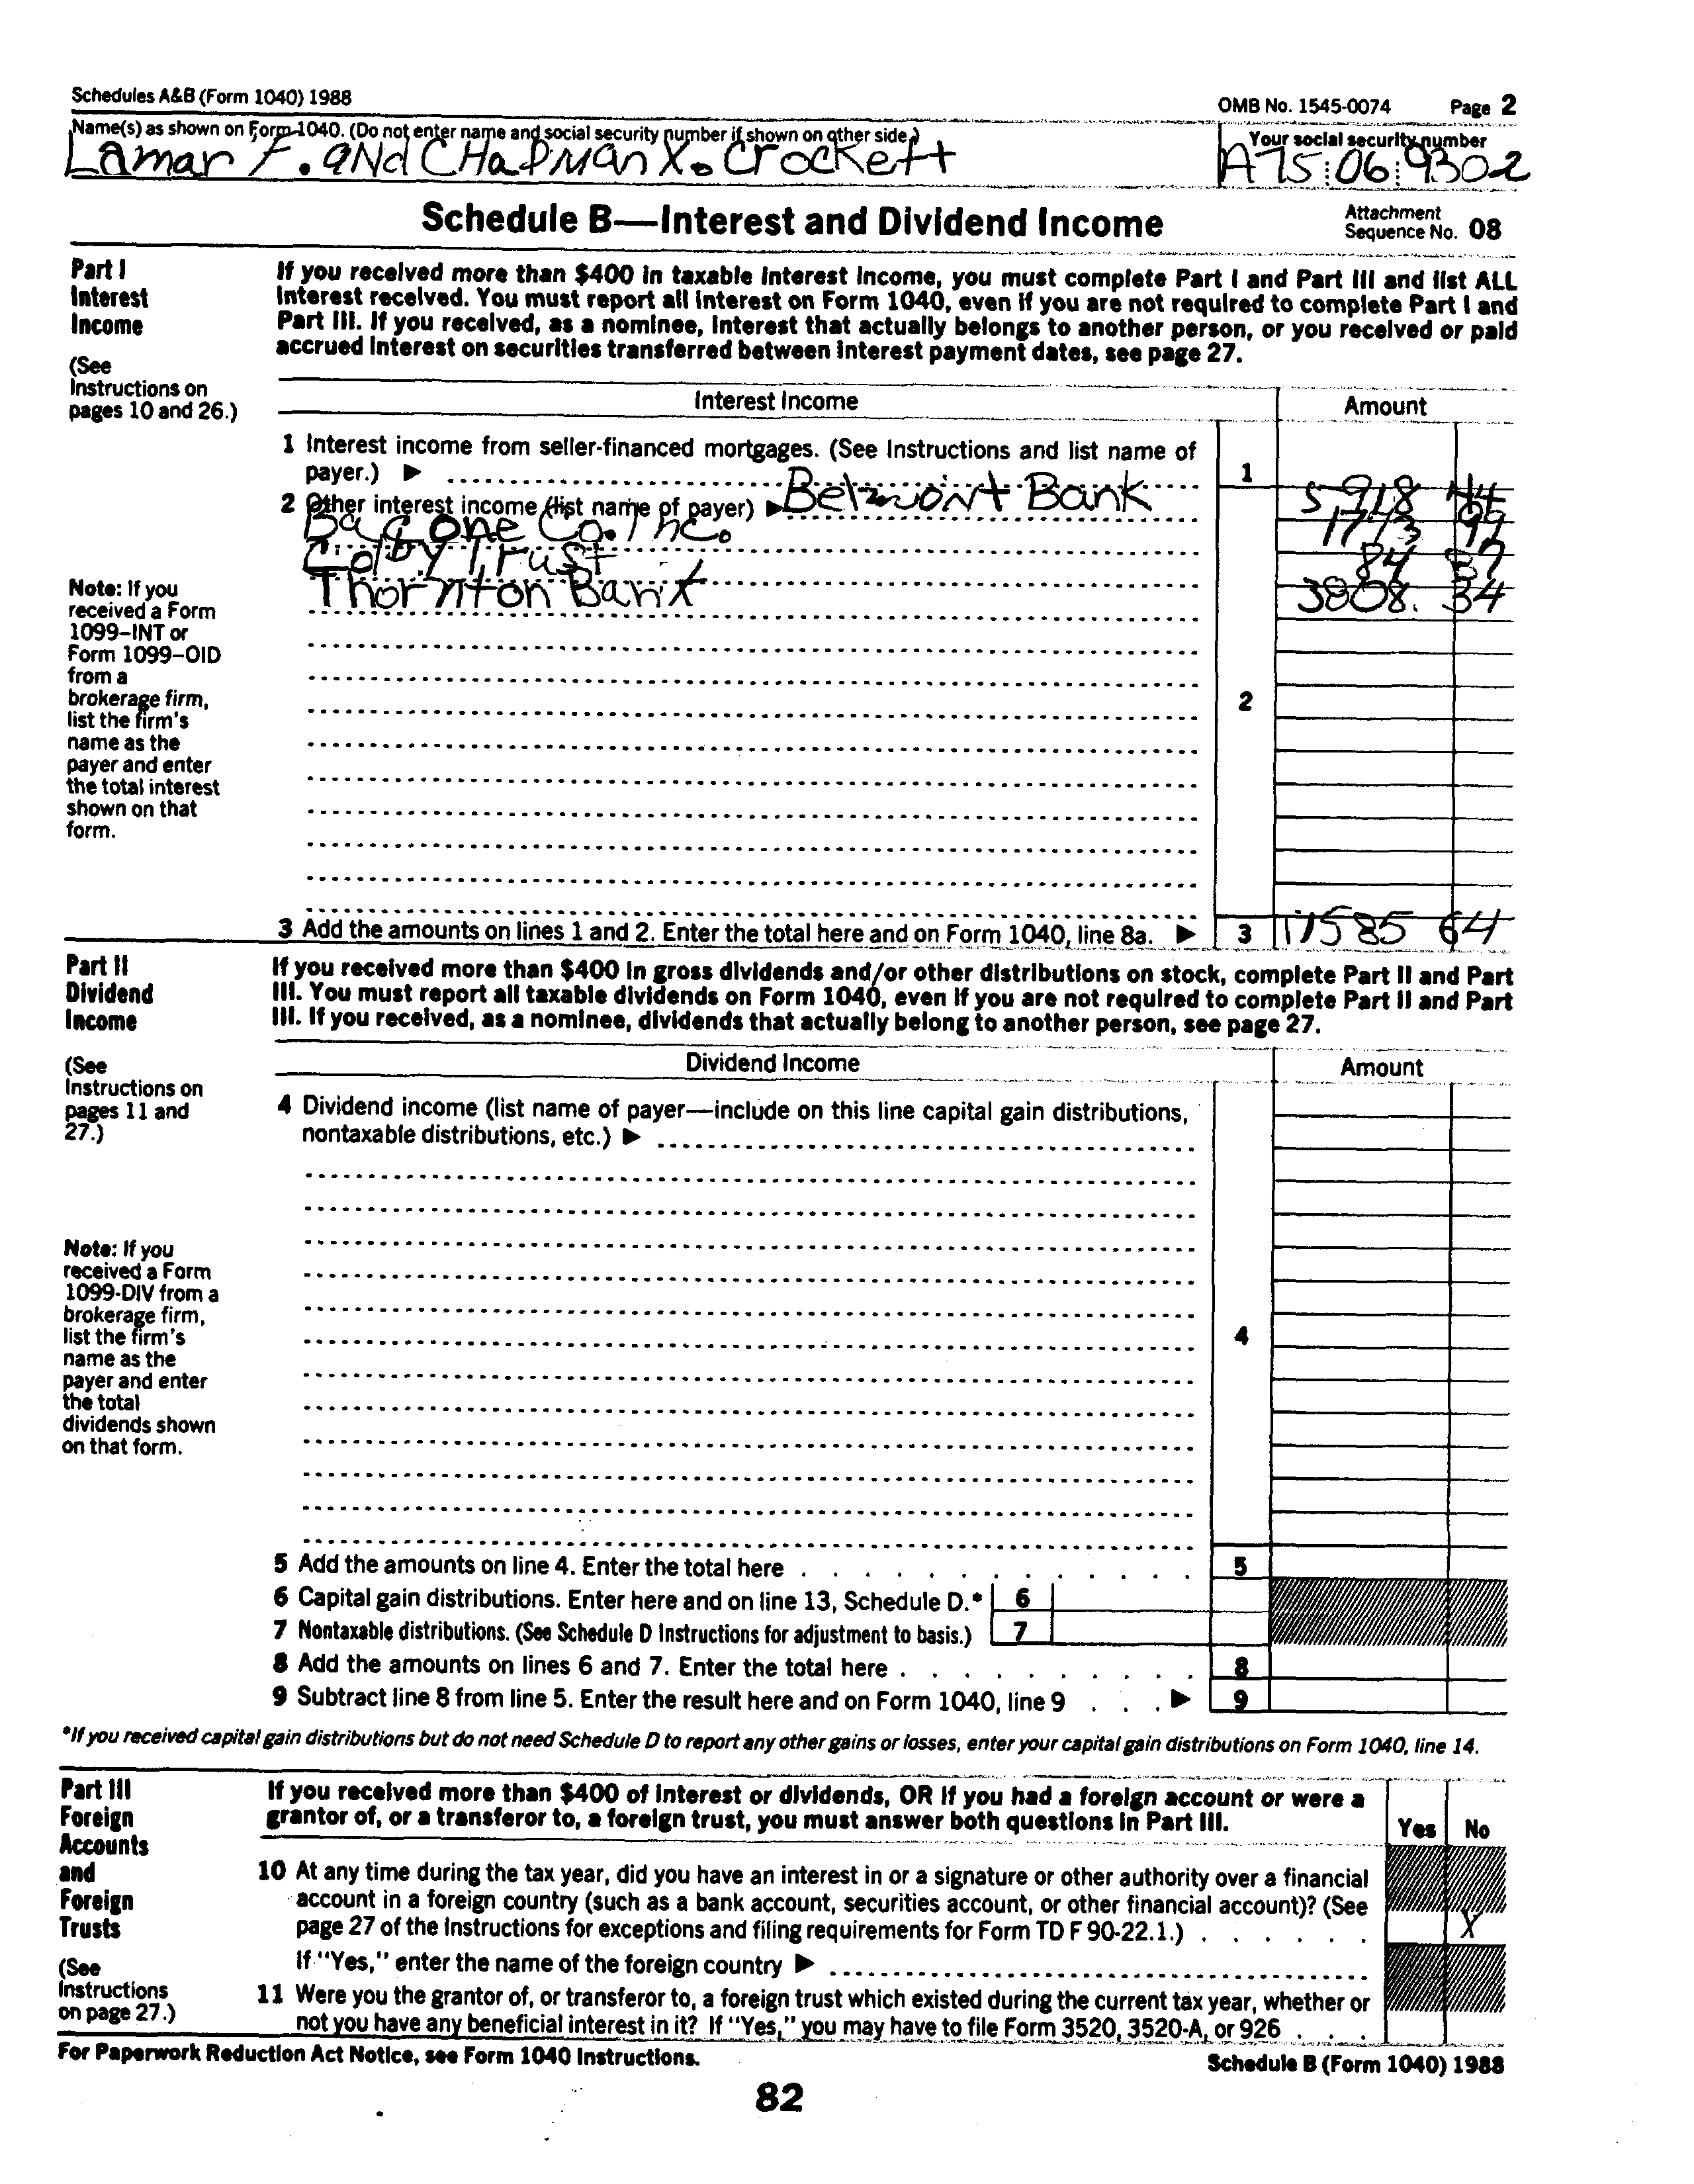 Schedules A&B (Form 1040) 1988 OMB No. 1545-0074 Page 2
Name(s) as shown on Form 1040. (Do not enter name and social security number if shown on other side.) Your social security number
Lamar F. and CHAPMAN X. Crockett A75 06 9302
Schedule B—Interest and Dividend Income
Attachment
Sequence No. 08
Part I
Interest
Income
(See
Instructions on
pages 10 and 26.)
If you received more than $400 in taxable interest income, you must complete Part I and Part III and list ALL
interest received. You must report all interest on Form 1040, even if you are not required to complete Part I and
Part III. If you received, as a nominee, interest that actually belongs to another person, or you received or paid
accrued interest on securities transferred between interest payment dates, see page 27.
Interest Income Amount
1 Interest income from seller-financed mortgages. (See Instructions and list name of
payer.) ▶ 1
2 Other interest income (list name of payer) ▶ Belmont Bank 5918 44
one Co. Inc. 1773 99
Colby Trust 84 87
Thornton Bank 3808. 34
2
Note: If you
received a Form
1099–INT or
Form 1099–OID
from a
brokerage firm,
list the firm's
name as the
payer and enter
the total interest
shown on that
form.
3 Add the amounts on lines 1 and 2. Enter the total here and on Form 1040, line 8a. ▶ 3 11585 64
Part II
Dividend
Income
(See
Instructions on
pages 11 and
27.)
If you received more than $400 in gross dividends and/or other distributions on stock, complete Part II and Part
III. You must report all taxable dividends on Form 1040, even if you are not required to complete Part II and Part
III. If you received, as a nominee, dividends that actually belong to another person, see page 27.
Dividend Income Amount
4 Dividend income (list name of payer—include on this line capital gain distributions,
nontaxable distributions, etc.) ▶
4
Note: If you
received a Form
1099-DIV from a
brokerage firm,
list the firm's
name as the
payer and enter
the total
dividends shown
on that form.
5 Add the amounts on line 4. Enter the total here 5
6 Capital gain distributions. Enter here and on line 13, Schedule D.* 6
7 Nontaxable distributions. (See Schedule D Instructions for adjustment to basis.) 7
8 Add the amounts on lines 6 and 7. Enter the total here 8
9 Subtract line 8 from line 5. Enter the result here and on Form 1040, line 9 ▶ 9
*If you received capital gain distributions but do not need Schedule D to report any other gains or losses, enter your capital gain distributions on Form 1040, line 14.
Part III
Foreign
Accounts
and
Foreign
Trusts
(See
Instructions
on page 27.)
If you received more than $400 of interest or dividends, OR if you had a foreign account or were a
grantor of, or a transferor to, a foreign trust, you must answer both questions in Part III.
Yes No
10 At any time during the tax year, did you have an interest in or a signature or other authority over a financial
account in a foreign country (such as a bank account, securities account, or other financial account)? (See
page 27 of the Instructions for exceptions and filing requirements for Form TD F 90-22.1.) X
If "Yes," enter the name of the foreign country ▶
11 Were you the grantor of, or transferor to, a foreign trust which existed during the current tax year, whether or
not you have any beneficial interest in it? If "Yes," you may have to file Form 3520, 3520-A, or 926
For Paperwork Reduction Act Notice, see Form 1040 Instructions. Schedule B (Form 1040) 1988
82